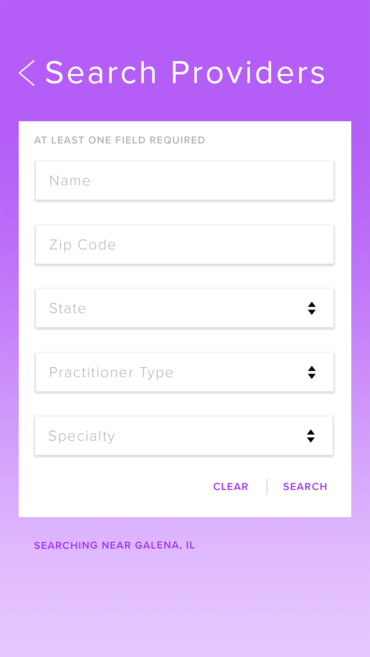 Search Providers
AT LEAST ONE FIELD REQUIRED
Name
Zip Code
State
Practitioner Type
Specialty
CLEAR SEARCH
SEARCHING NEAR GALENA, IL